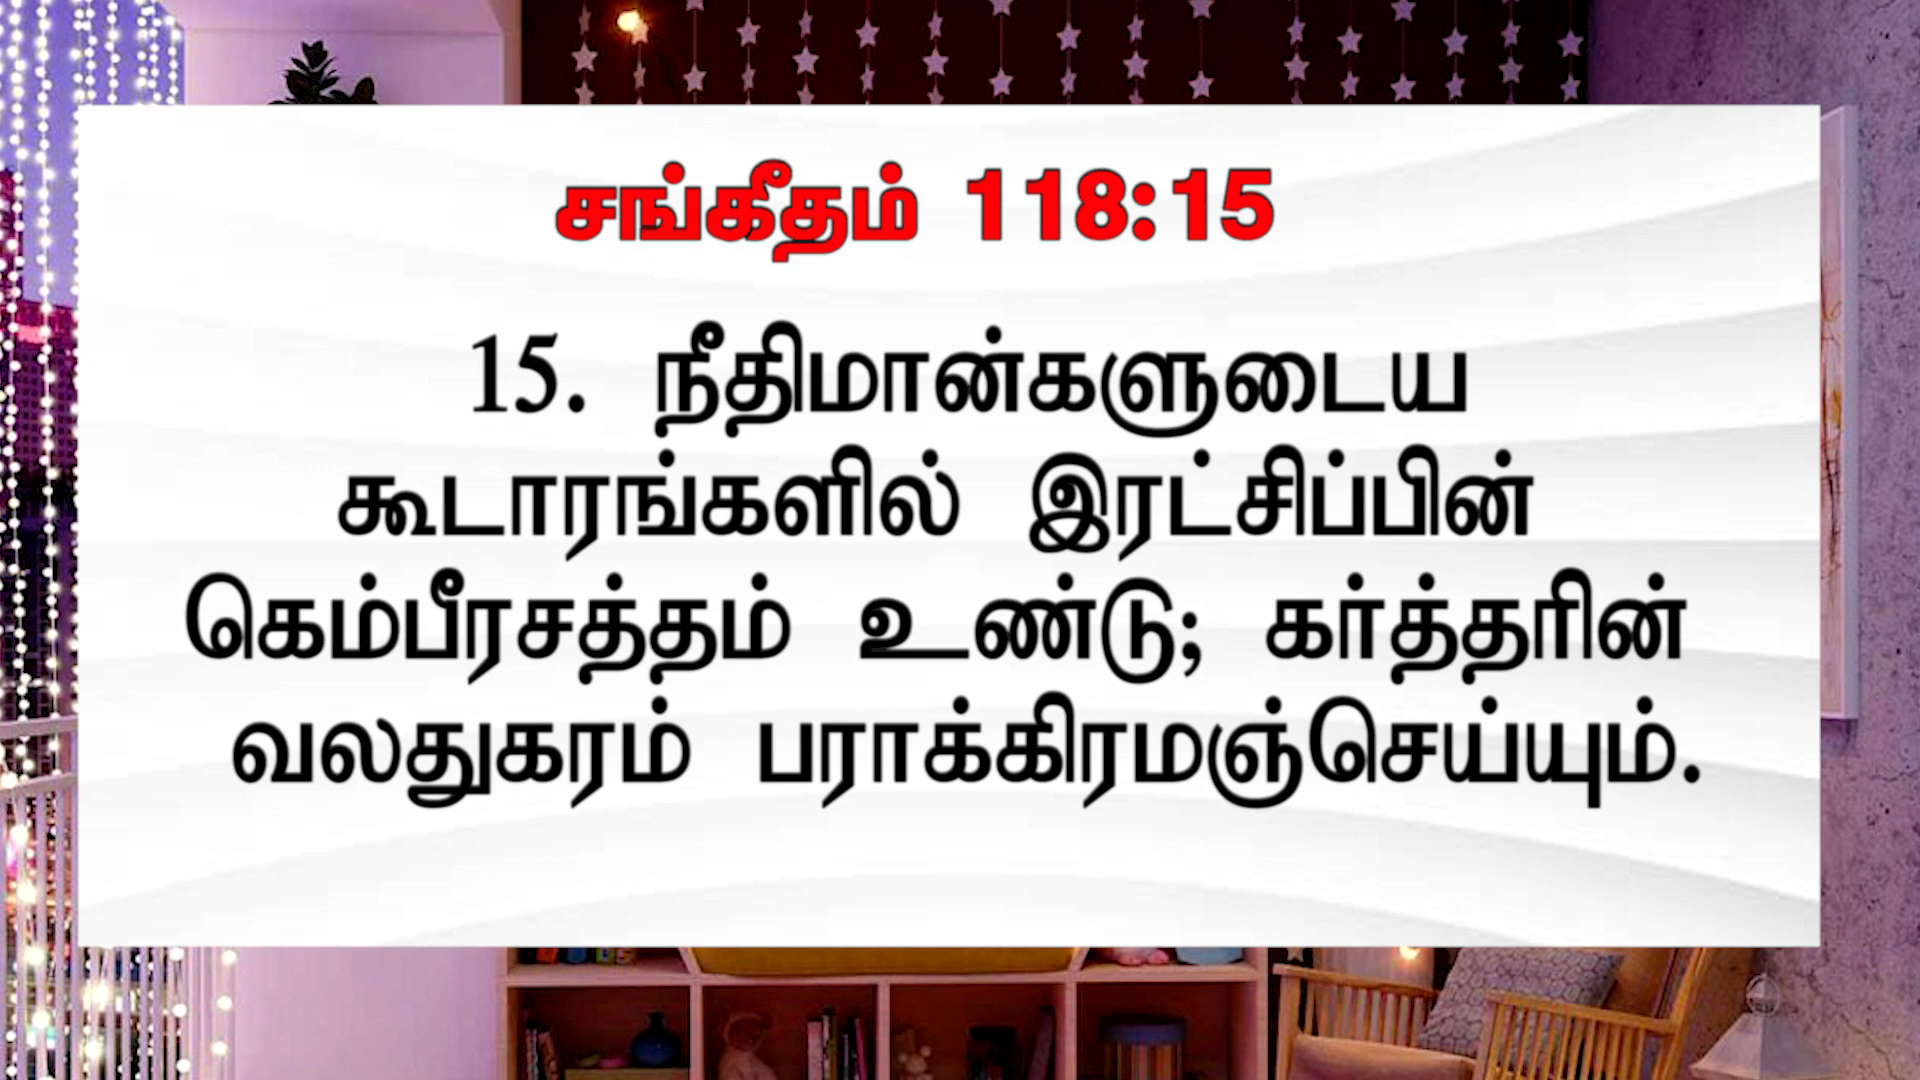 சங்கீதம் 118:15
15. நீதிமான்களுடைய
கூடாரங்களில் இரட்சிப்பின்
கெம்பீரசத்தம் உண்டு; கர்த்தரின்
வலதுகரம் பராக்கிரமஞ்செய்யும்.